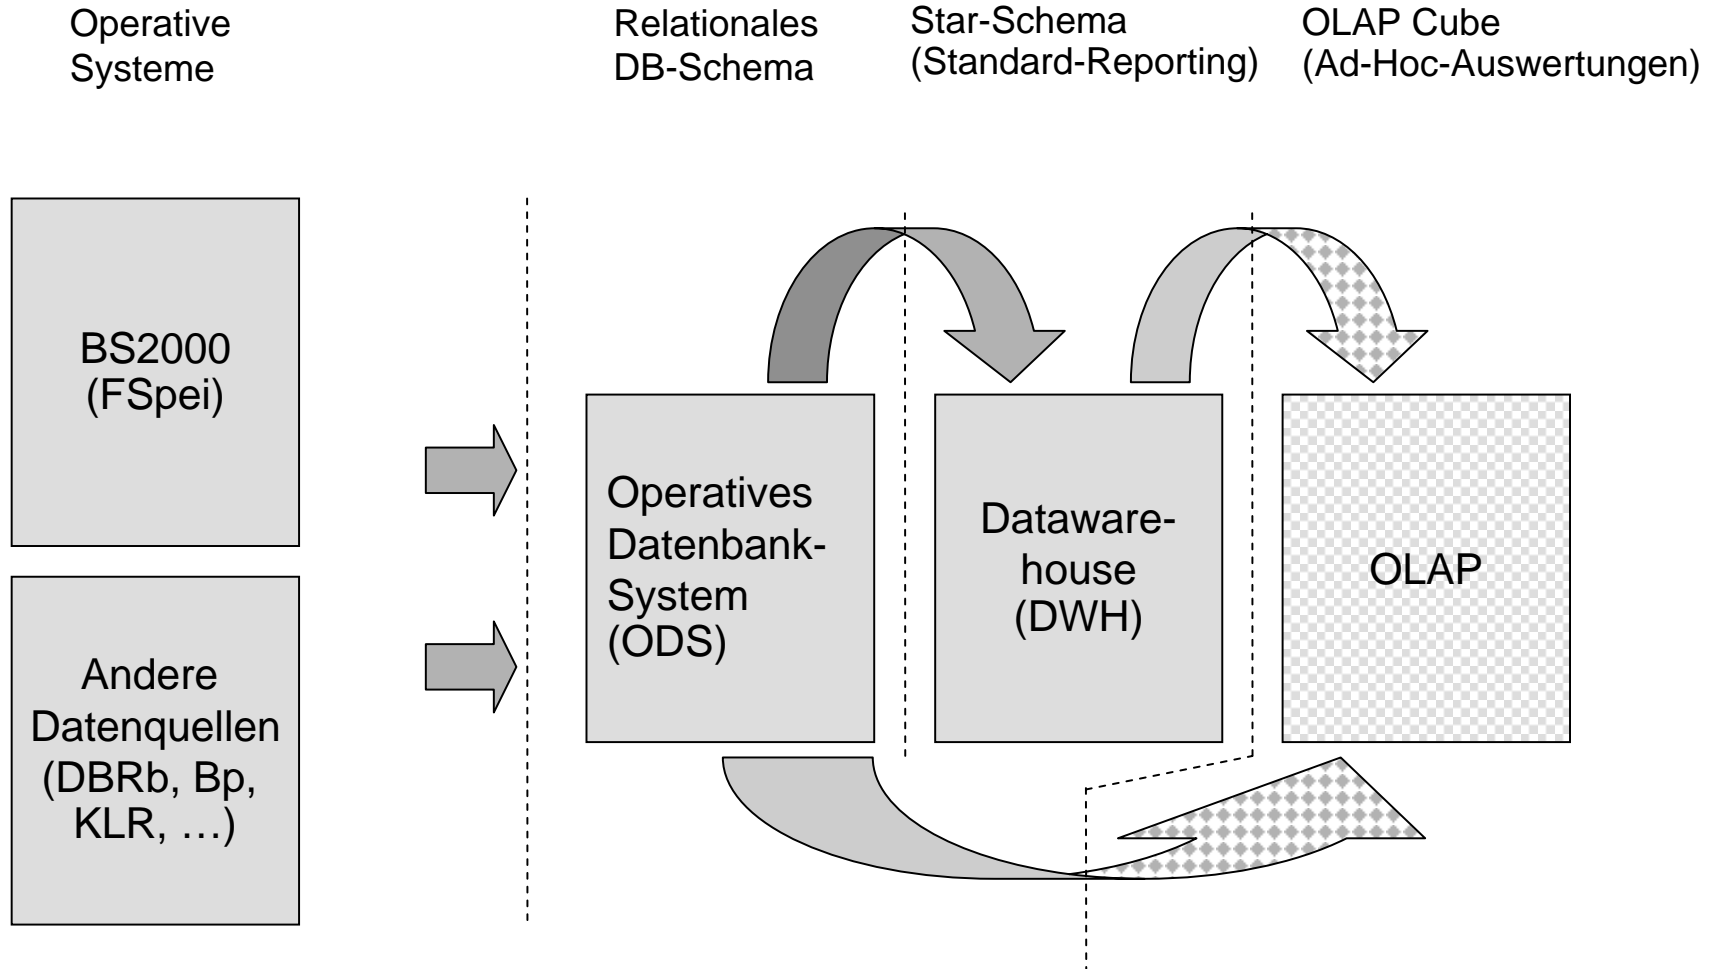 Operative
Systeme
Relationales
DB-Schema
Star-Schema
(Standard-Reporting)
OLAP Cube
(Ad-Hoc-Auswertungen)
BS2000
(FSpei)
Andere
Datenquellen
(DBRb, Bp,
KLR, …)
Operatives
Datenbank-
System
(ODS)
Dataware-
house
(DWH)
OLAP